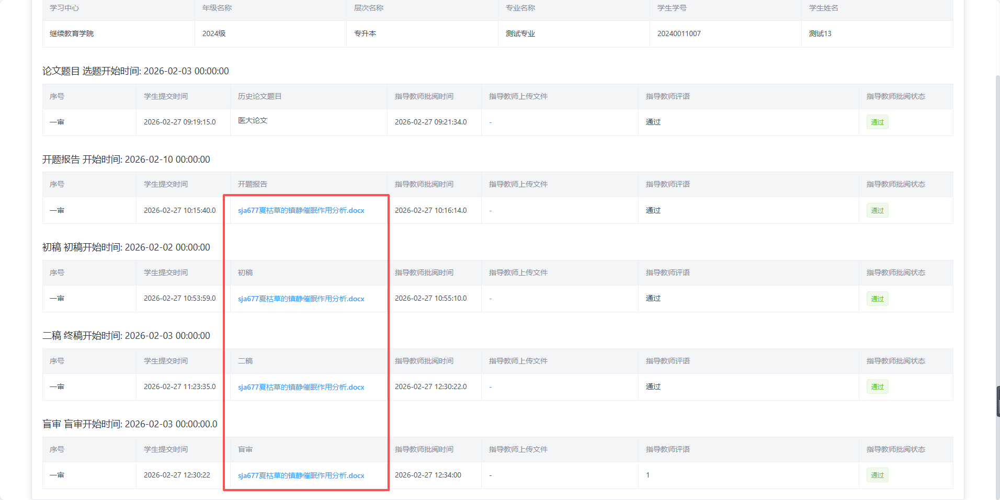 学习中心 年级名称 层次名称 专业名称 学生学号 学生姓名
继续教育学院 2024级 专升本 测试专业 20240011007 测试13
论文题目 选题开始时间: 2026-02-03 00:00:00
序号 学生提交时间 历史论文题目 指导教师批阅时间 指导教师上传文件 指导教师评语 指导教师批阅状态
一审 2026-02-27 09:19:15.0 医大论文 2026-02-27 09:21:34.0 - 通过 通过
开题报告 开始时间: 2026-02-10 00:00:00
序号 学生提交时间 开题报告 指导教师批阅时间 指导教师上传文件 指导教师评语 指导教师批阅状态
一审 2026-02-27 10:15:40.0 sja677夏枯草的镇静催眠作用分析.docx 2026-02-27 10:16:14.0 - 通过 通过
初稿 初稿开始时间: 2026-02-02 00:00:00
序号 学生提交时间 初稿 指导教师批阅时间 指导教师上传文件 指导教师评语 指导教师批阅状态
一审 2026-02-27 10:53:59.0 sja677夏枯草的镇静催眠作用分析.docx 2026-02-27 10:55:10.0 - 通过 通过
二稿 终稿开始时间: 2026-02-03 00:00:00
序号 学生提交时间 二稿 指导教师批阅时间 指导教师上传文件 指导教师评语 指导教师批阅状态
一审 2026-02-27 11:23:35.0 sja677夏枯草的镇静催眠作用分析.docx 2026-02-27 12:30:22.0 - 通过 通过
盲审 盲审开始时间: 2026-02-03 00:00:00.0
序号 学生提交时间 盲审 指导教师批阅时间 指导教师上传文件 指导教师评语 指导教师批阅状态
一审 2026-02-27 12:30:22 sja677夏枯草的镇静催眠作用分析.docx 2026-02-27 12:34:00 - 1 通过